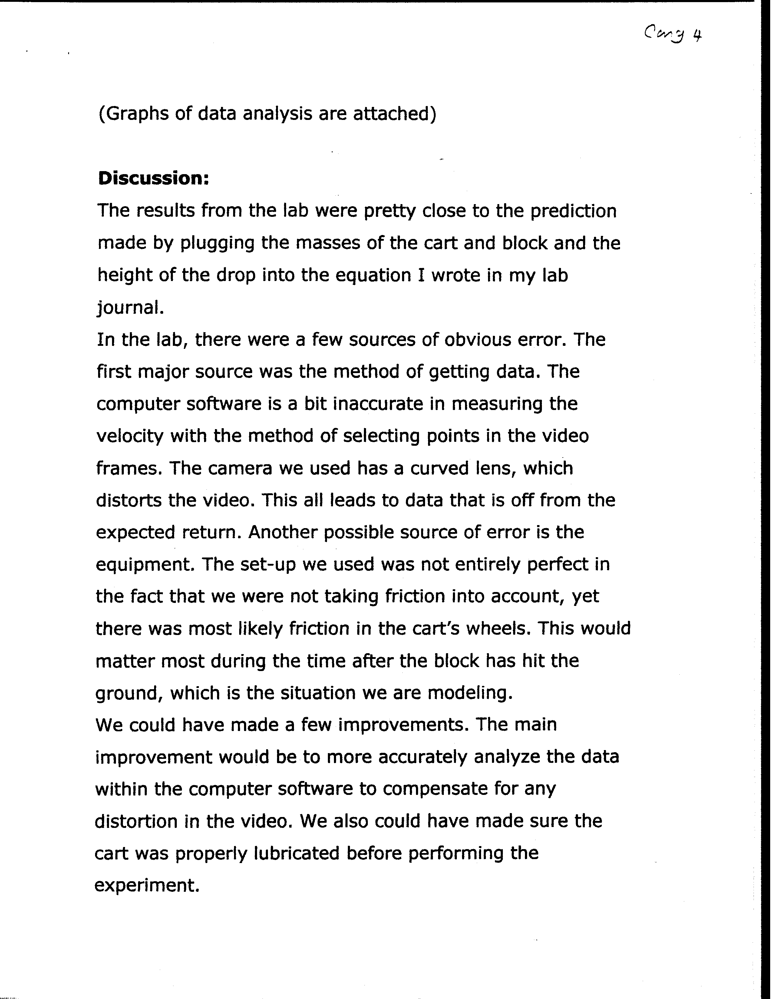 4
(Graphs of data analysis are attached)
Discussion:
The results from the lab were pretty close to the prediction
made by plugging the masses of the cart and block and the
height of the drop into the equation I wrote in my lab
journal.
In the lab, there were a few sources of obvious error. The
first major source was the method of getting data. The
computer software is a bit inaccurate in measuring the
velocity with the method of selecting points in the video
frames. The camera we used has a curved lens, which
distorts the video. This all leads to data that is off from the
expected return. Another possible source of error is the
equipment. The set-up we used was not entirely perfect in
the fact that we were not taking friction into account, yet
there was most likely friction in the cart's wheels. This would
matter most during the time after the block has hit the
ground, which is the situation we are modeling.
We could have made a few improvements. The main
improvement would be to more accurately analyze the data
within the computer software to compensate for any
distortion in the video. We also could have made sure the
cart was properly lubricated before performing the
experiment.